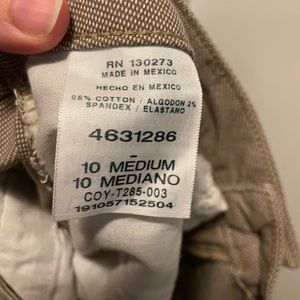 RN 130273
MADE IN MEXICO
HECHO EN MEXICO
98% COTTON / ALGODON 2%
SPANDEX / ELASTANO
4631286
-
10 MEDIUM
10 MEDIANO
COY-T285-003
191057152504